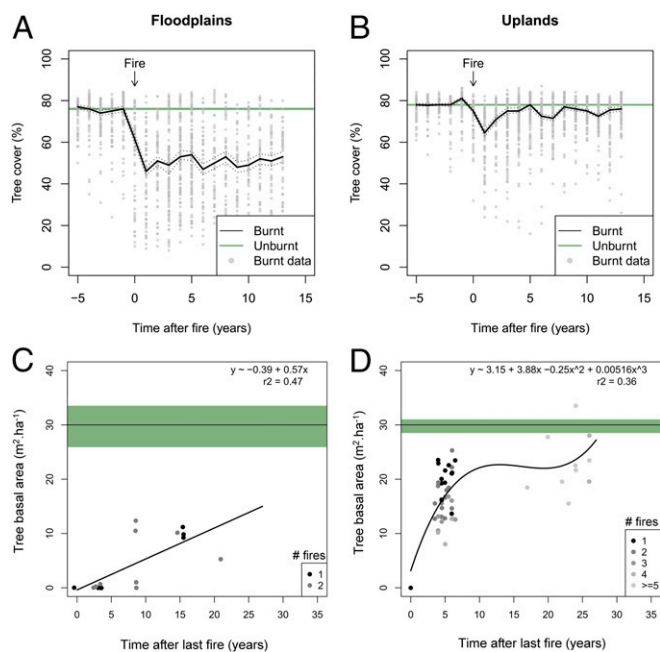 A
Floodplains
Fire
Tree cover (%)
100
80
60
40
20
0
Burnt
Unburnt
Burnt data
−5
0
5
10
15
Time after fire (years)
B
Uplands
Fire
Tree cover (%)
100
80
60
40
20
0
Burnt
Unburnt
Burnt data
−5
0
5
10
15
Time after fire (years)
C
y ~ −0.39 + 0.57x
r2 = 0.47
Tree basal area (m².ha⁻¹)
40
30
20
10
0
# fires
1
2
0
5
10
15
20
25
30
35
Time after last fire (years)
D
y ~ 3.15 + 3.88x −0.25x^2 + 0.00516x^3
r2 = 0.36
Tree basal area (m².ha⁻¹)
40
30
20
10
0
# fires
1
2
3
4
>=5
0
5
10
15
20
25
30
35
Time after last fire (years)